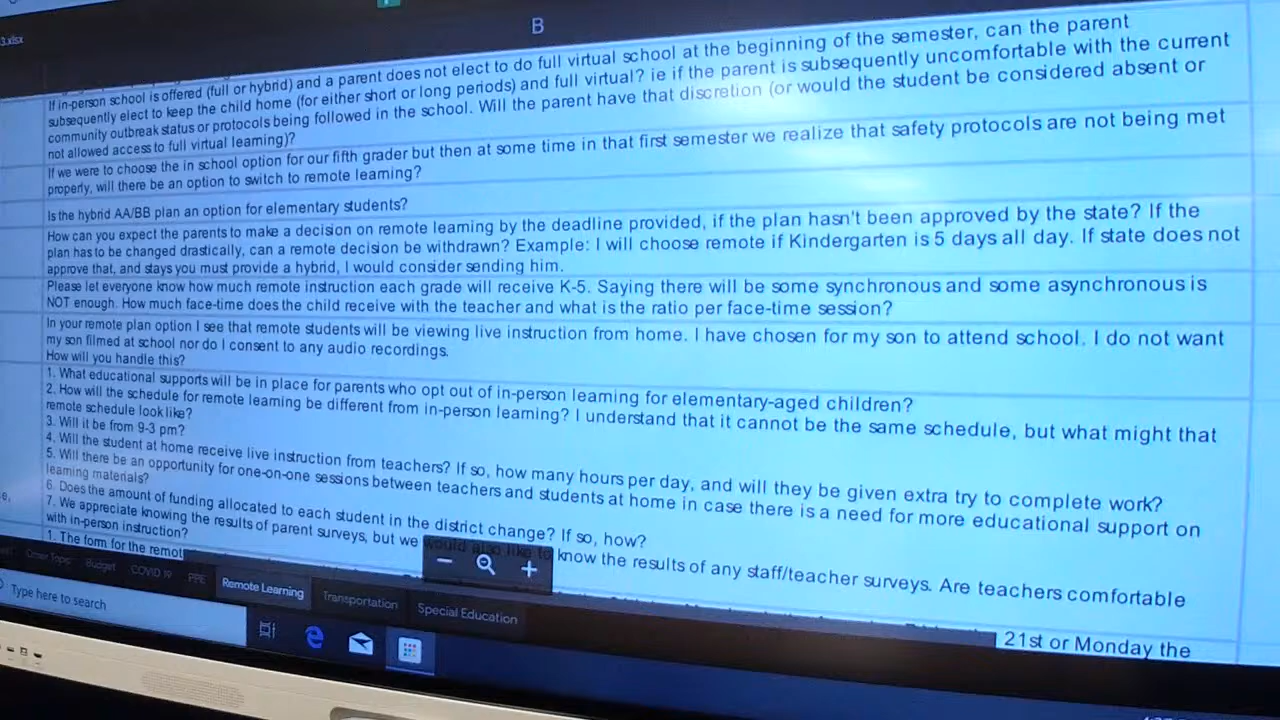 3.xlsx
B
If in-person school is offered (full or hybrid) and a parent does not elect to do full virtual school at the beginning of the semester, can the parent
subsequently elect to keep the child home (for either short or long periods) and full virtual? ie if the parent is subsequently uncomfortable with the current
community outbreak status or protocols being followed in the school. Will the parent have that discretion (or would the student be considered absent or
not allowed access to full virtual learning)?
If we were to choose the in school option for our fifth grader but then at some time in that first semester we realize that safety protocols are not being met
properly, will there be an option to switch to remote learning?
Is the hybrid AA/BB plan an option for elementary students?
How can you expect the parents to make a decision on remote learning by the deadline provided, if the plan hasn't been approved by the state? If the
plan has to be changed drastically, can a remote decision be withdrawn? Example: I will choose remote if Kindergarten is 5 days all day. If state does not
approve that, and stays you must provide a hybrid, I would consider sending him.
Please let everyone know how much remote instruction each grade will receive K-5. Saying there will be some synchronous and some asynchronous is
NOT enough. How much face-time does the child receive with the teacher and what is the ratio per face-time session?
In your remote plan option I see that remote students will be viewing live instruction from home. I have chosen for my son to attend school. I do not want
my son filmed at school nor do I consent to any audio recordings.
How will you handle this?
1. What educational supports will be in place for parents who opt out of in-person learning for elementary-aged children?
2. How will the schedule for remote learning be different from in-person learning? I understand that it cannot be the same schedule, but what might that
remote schedule look like?
3. Will it be from 9-3 pm?
4. Will the student at home receive live instruction from teachers? If so, how many hours per day, and will they be given extra try to complete work?
5. Will there be an opportunity for one-on-one sessions between teachers and students at home in case there is a need for more educational support on
learning materials?
6. Does the amount of funding allocated to each student in the district change? If so, how?
7. We appreciate knowing the results of parent surveys, but we would also like to know the results of any staff/teacher surveys. Are teachers comfortable
with in-person instruction?
1. The form for the remot
21st or Monday the
Other Topic Budget COVID 19 PPE Remote Learning Transportation Special Education
Type here to search